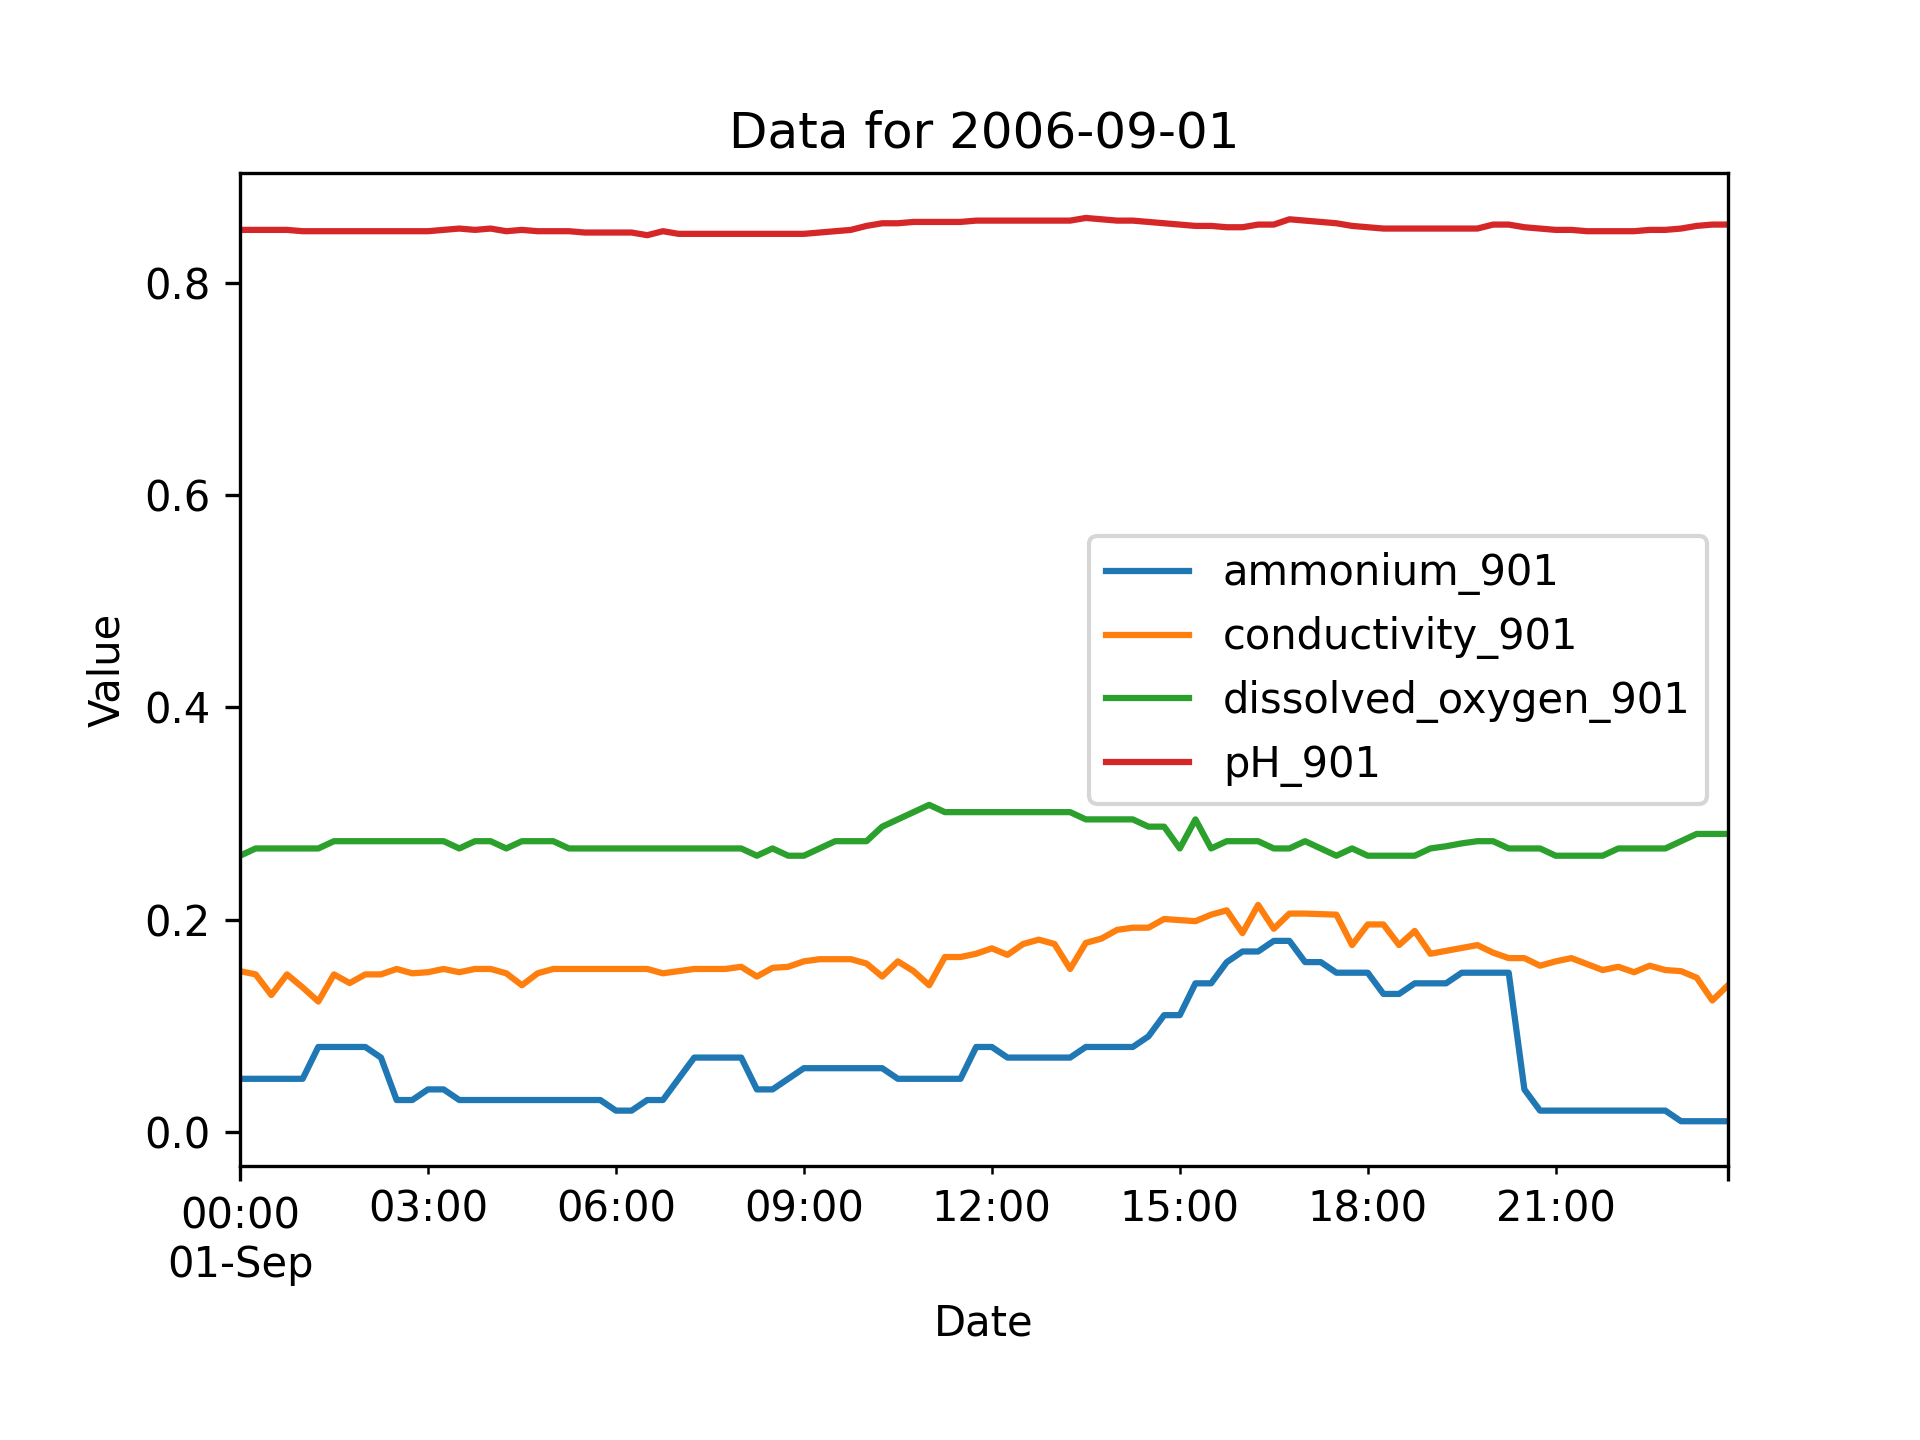 Data for 2006-09-01
Value
0.8
0.6
0.4
0.2
0.0
ammonium_901
conductivity_901
dissolved_oxygen_901
pH_901
00:00 03:00 06:00 09:00 12:00 15:00 18:00 21:00
01-Sep
Date